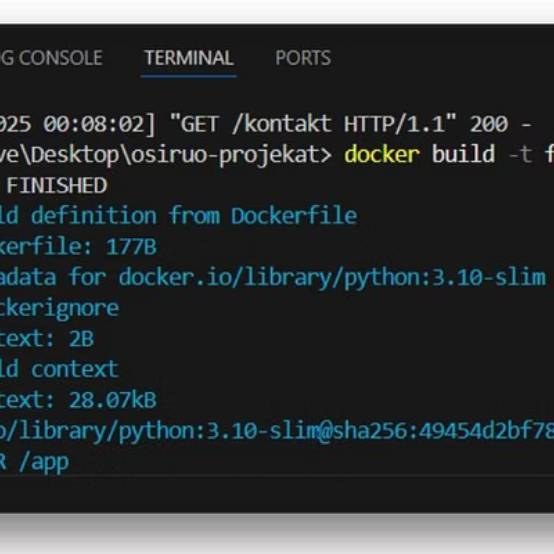 G CONSOLE TERMINAL PORTS
025 00:08:02] "GET /kontakt HTTP/1.1" 200 -
ve\Desktop\osiruo-projekat> docker build -t f
FINISHED
ld definition from Dockerfile
kerfile: 177B
adata for docker.io/library/python:3.10-slim
ckerignore
text: 2B
ld context
text: 28.07kB
o/library/python:3.10-slim@sha256:49454d2bf78
R /app